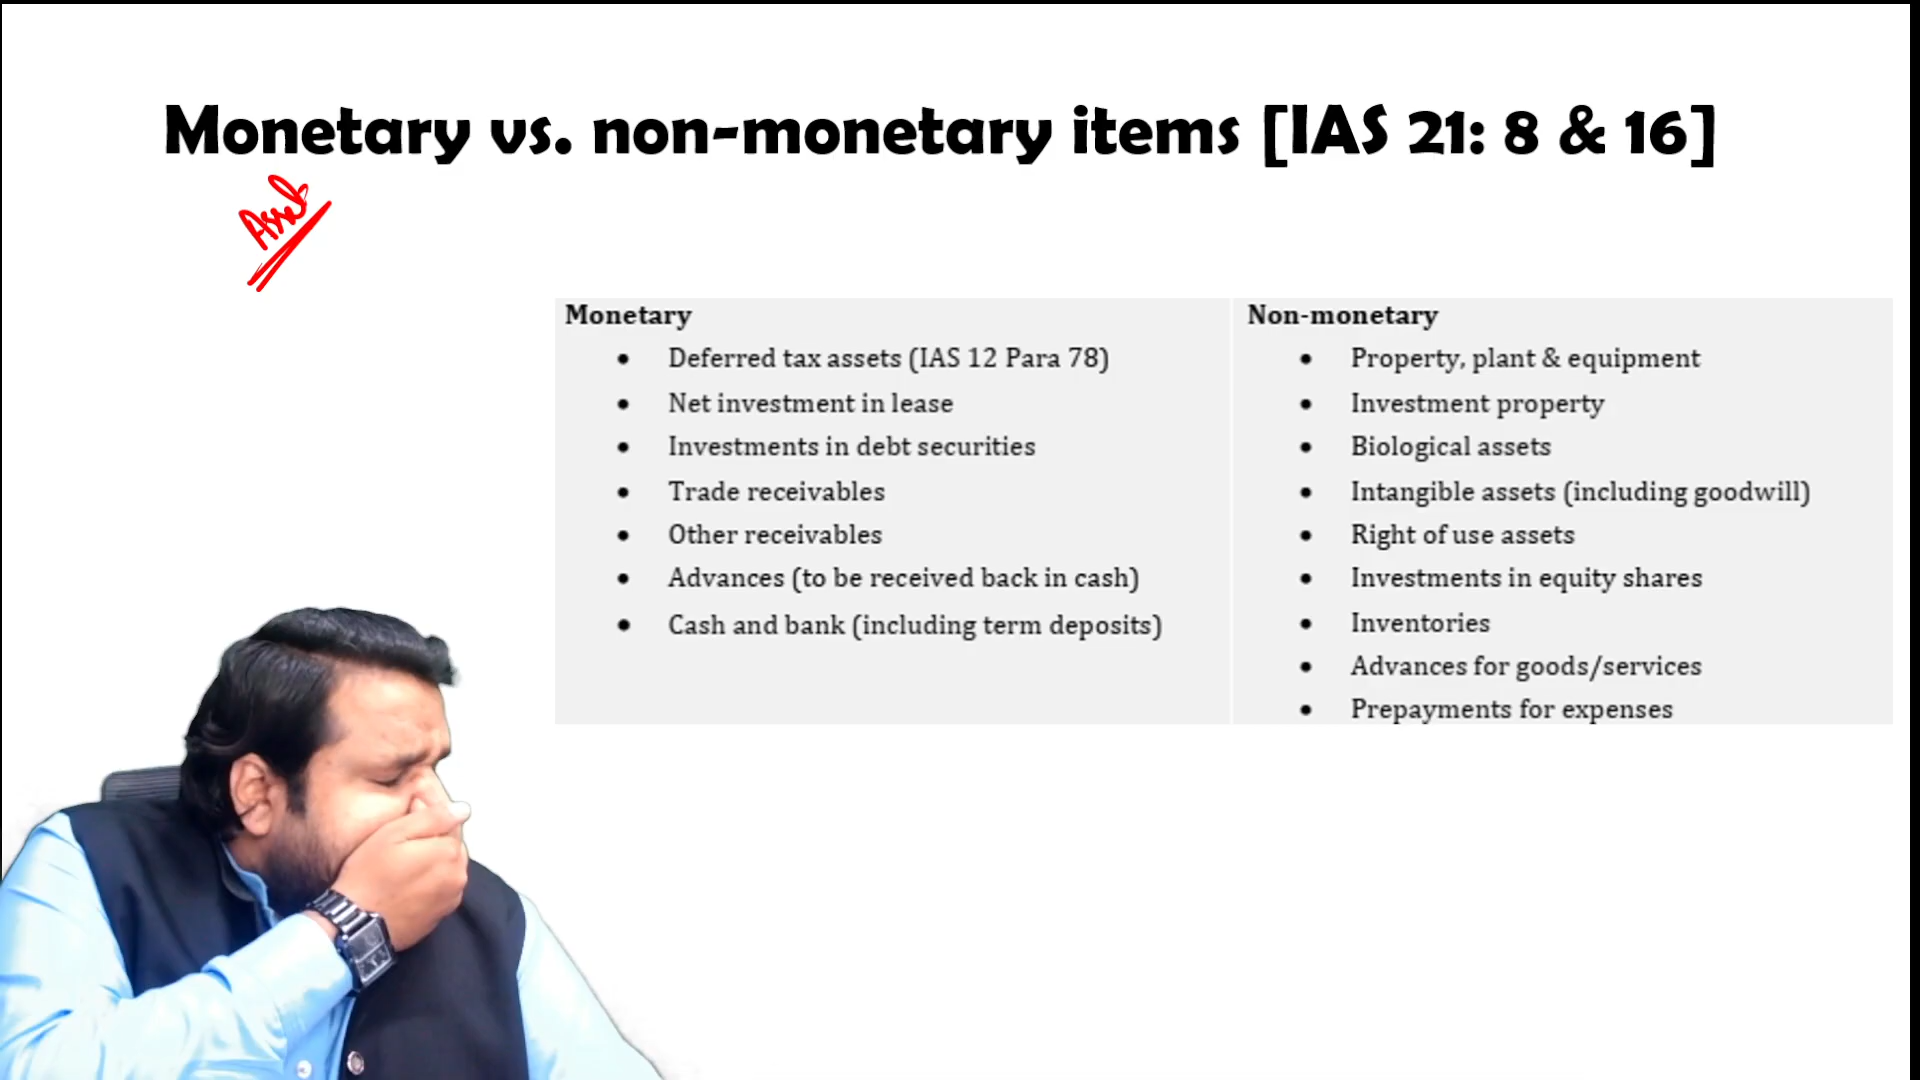 Monetary vs. non-monetary items [IAS 21: 8 & 16]
Asset
Monetary
• Deferred tax assets (IAS 12 Para 78)
• Net investment in lease
• Investments in debt securities
• Trade receivables
• Other receivables
• Advances (to be received back in cash)
• Cash and bank (including term deposits)
Non-monetary
• Property, plant & equipment
• Investment property
• Biological assets
• Intangible assets (including goodwill)
• Right of use assets
• Investments in equity shares
• Inventories
• Advances for goods/services
• Prepayments for expenses